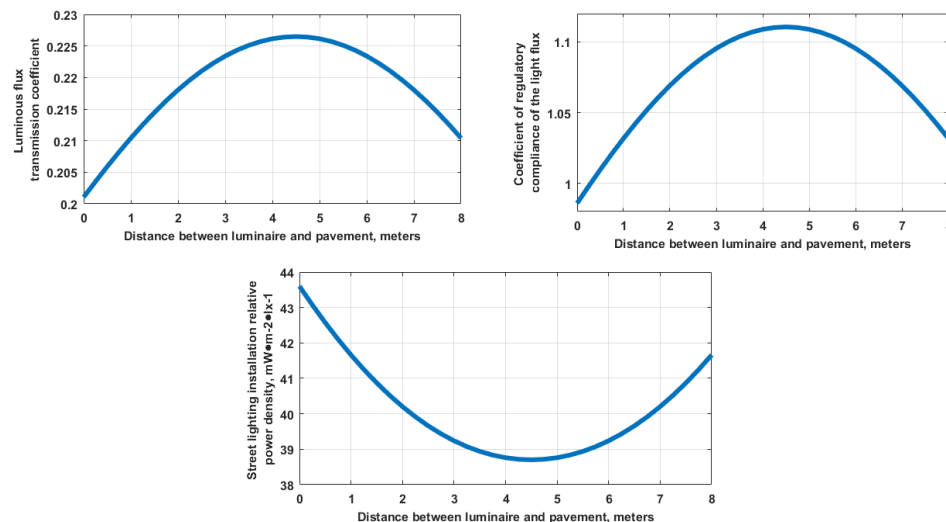 0.23
0.225
0.22
0.215
0.21
0.205
0.2
Luminous flux
transmission coefficient
0 1 2 3 4 5 6 7 8
Distance between luminaire and pavement, meters
1.1
1.05
1
Coefficient of regulatory
compliance of the light flux
0 1 2 3 4 5 6 7
Distance between luminaire and pavement, meters
44
43
42
41
40
39
38
Street lighting installation relative
power density, mW●m-2●lx-1
0 1 2 3 4 5 6 7 8
Distance between luminaire and pavement, meters